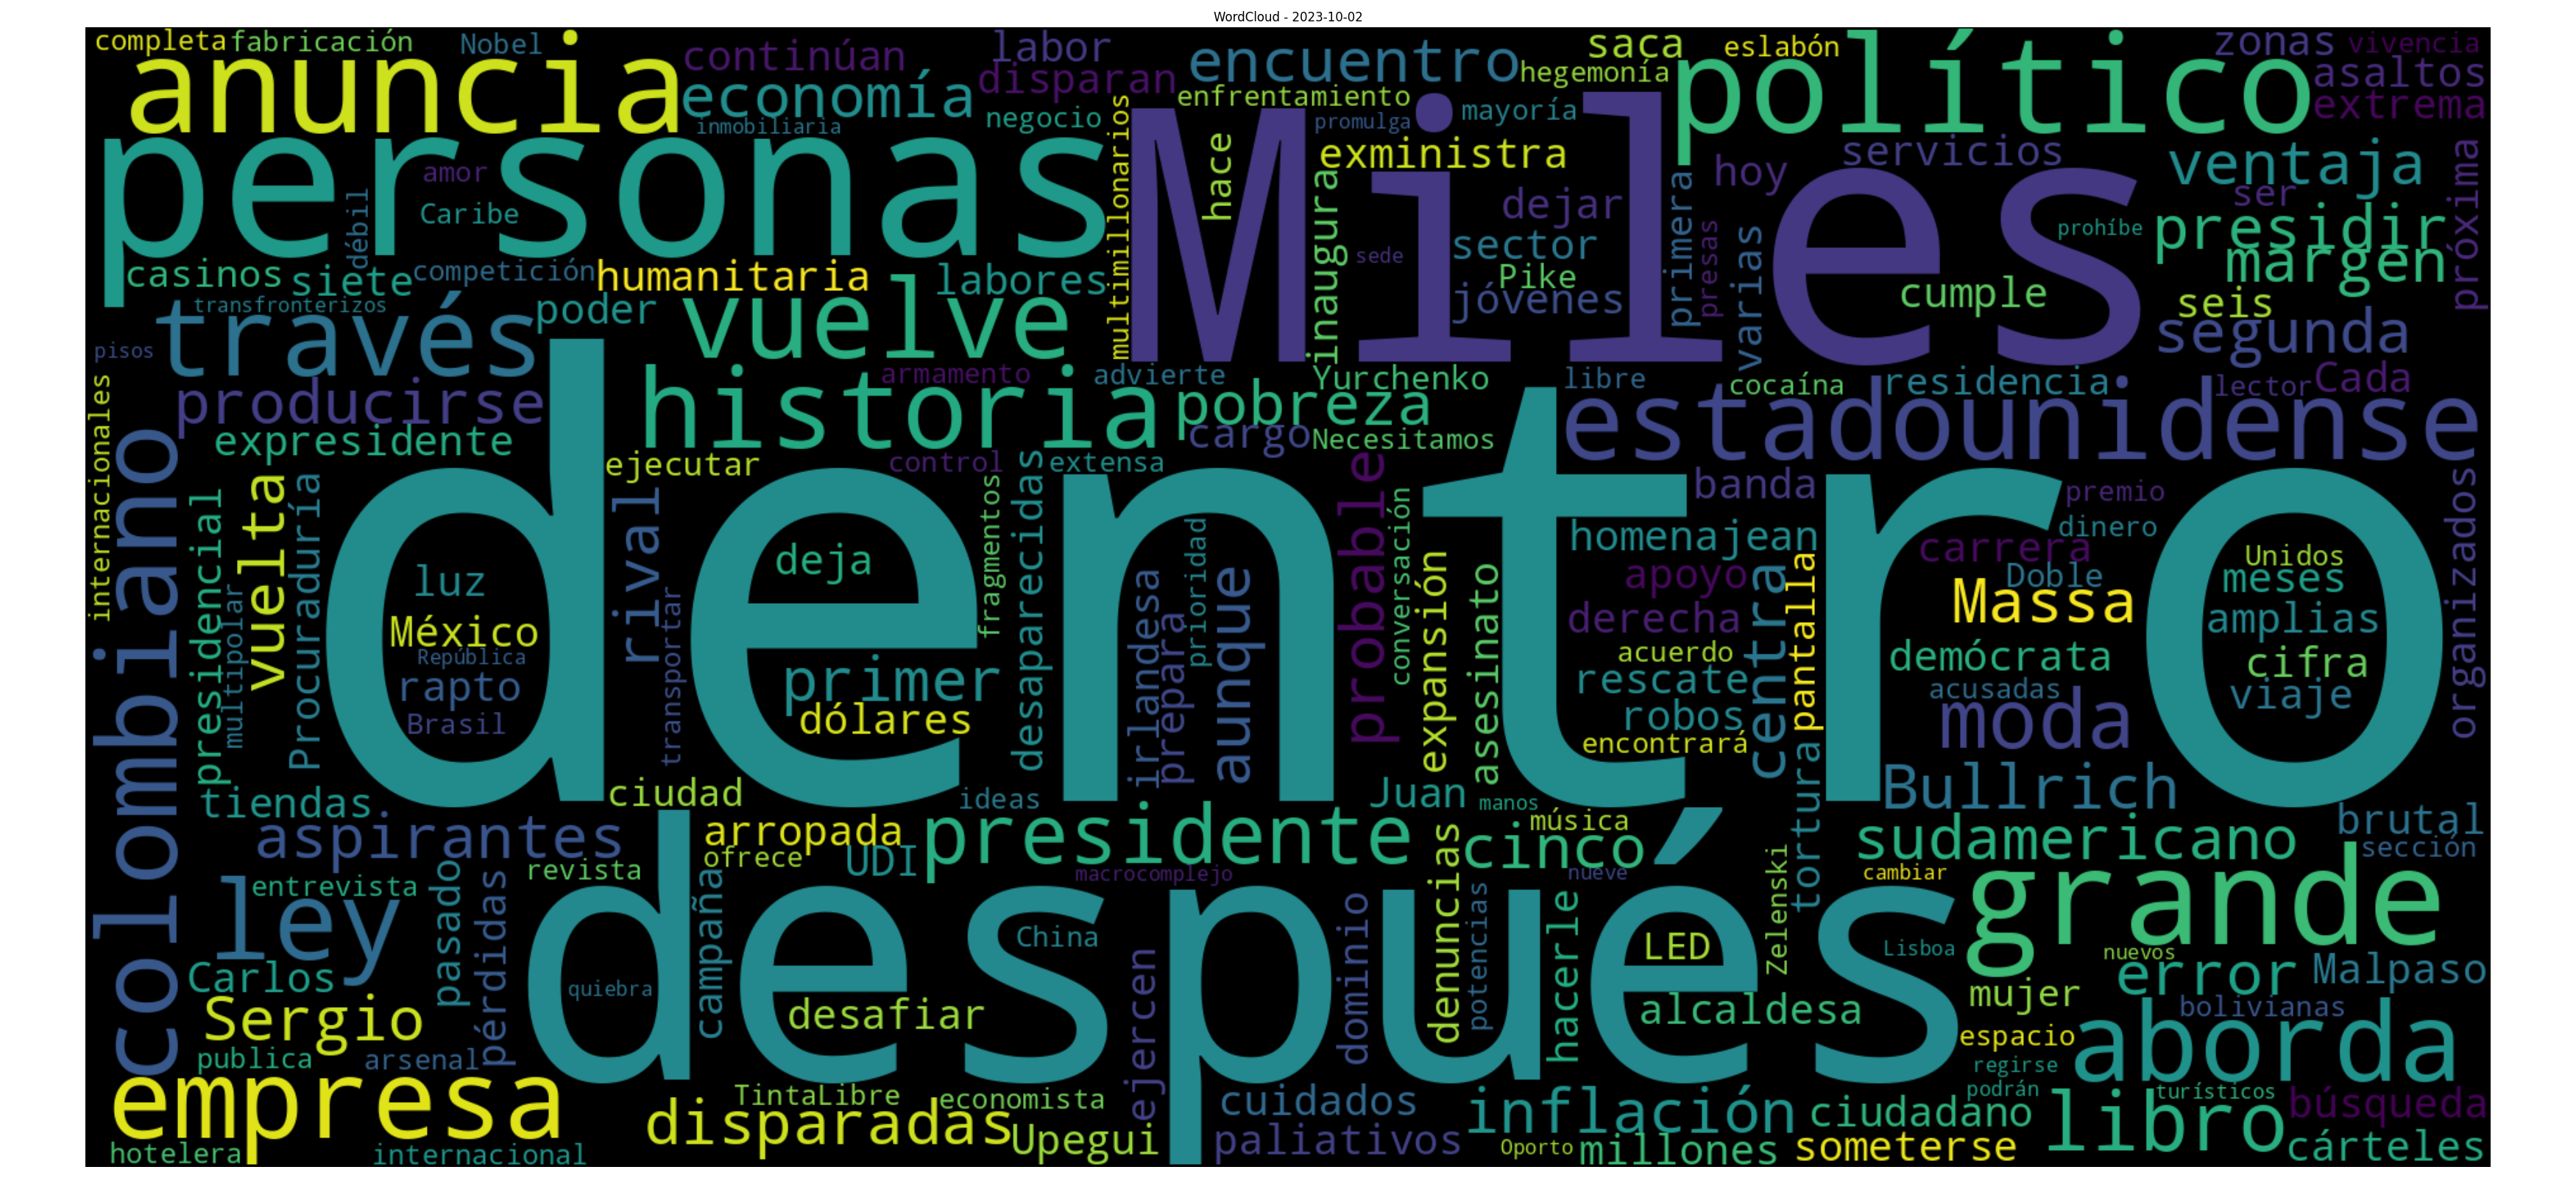 WordCloud - 2023-10-02
completa
fabricación
Nobel
anuncia
continúan
economía
inmobiliaria
labor
disparan
negocio
encuentro
enfrentamiento
saca
hegemonía
eslabón
político
zonas
vivencia
asaltos
extrema
personas
amor
Caribe
débil
multimillonarios
Miles
promulga
mayoría
hace
exministra
inaugura
sede
dejar
sector
Pike
jóvenes
primera
presas
hoy
varias
servicios
cumple
ventaja
ser
prohíbe
presidir
margen
próxima
seis
segunda
casinos
siete
competición
humanitaria
labores
transfronterizos
través
poder
vuelve
pisos
producirse
historia
armamento
advierte
Yurchenko
libre
cocaína
residencia
lector
Cada
pobreza
cargo
Necesitamos
estadounidense
internacionales
colombiano
expresidente
ejecutar
control
extensa
presidencial
multipolar
vuelta
Procuraduría
dentro
luz
México
República
rapto
Brasil
rival
transportar
deja
primer
dólares
fragmentos
desaparecidas
irlandesa
prepara
prioridad
aunque
probable
conversación
expansión
asesinato
banda
homenajean
apoyo
derecha
acuerdo
rescate
robos
encontrará
centra
pantalla
tortura
premio
dinero
carrera
Doble
Massa
demócrata
acusadas
moda
Bullrich
Unidos
meses
amplias
cifra
viaje
organizados
tiendas
ciudad
ideas
Juan
manos
música
aspirantes
arropada
ofrece
UDI
presidente
macrocomplejo
cinco
nueve
sudamericano
brutal
sección
cambiar
revista
entrevista
ley
pasado
pérdidas
campaña
después
quiebra
China
desafiar
dominio
denuncias
potencias
hacerle
LED
alcaldesa
Zelenski
Lisboa
grande
nuevos
error
Malpaso
mujer
bolivianas
espacio
aborda
regirse
podrán
turísticos
Carlos
Sergio
publica
arsenal
empresa
hotelera
internacional
TintaLibre
economista
disparadas
Upegui
ejercen
cuidados
paliativos
inflación
Oporto
millones
ciudadano
someterse
libro
búsqueda
cárteles